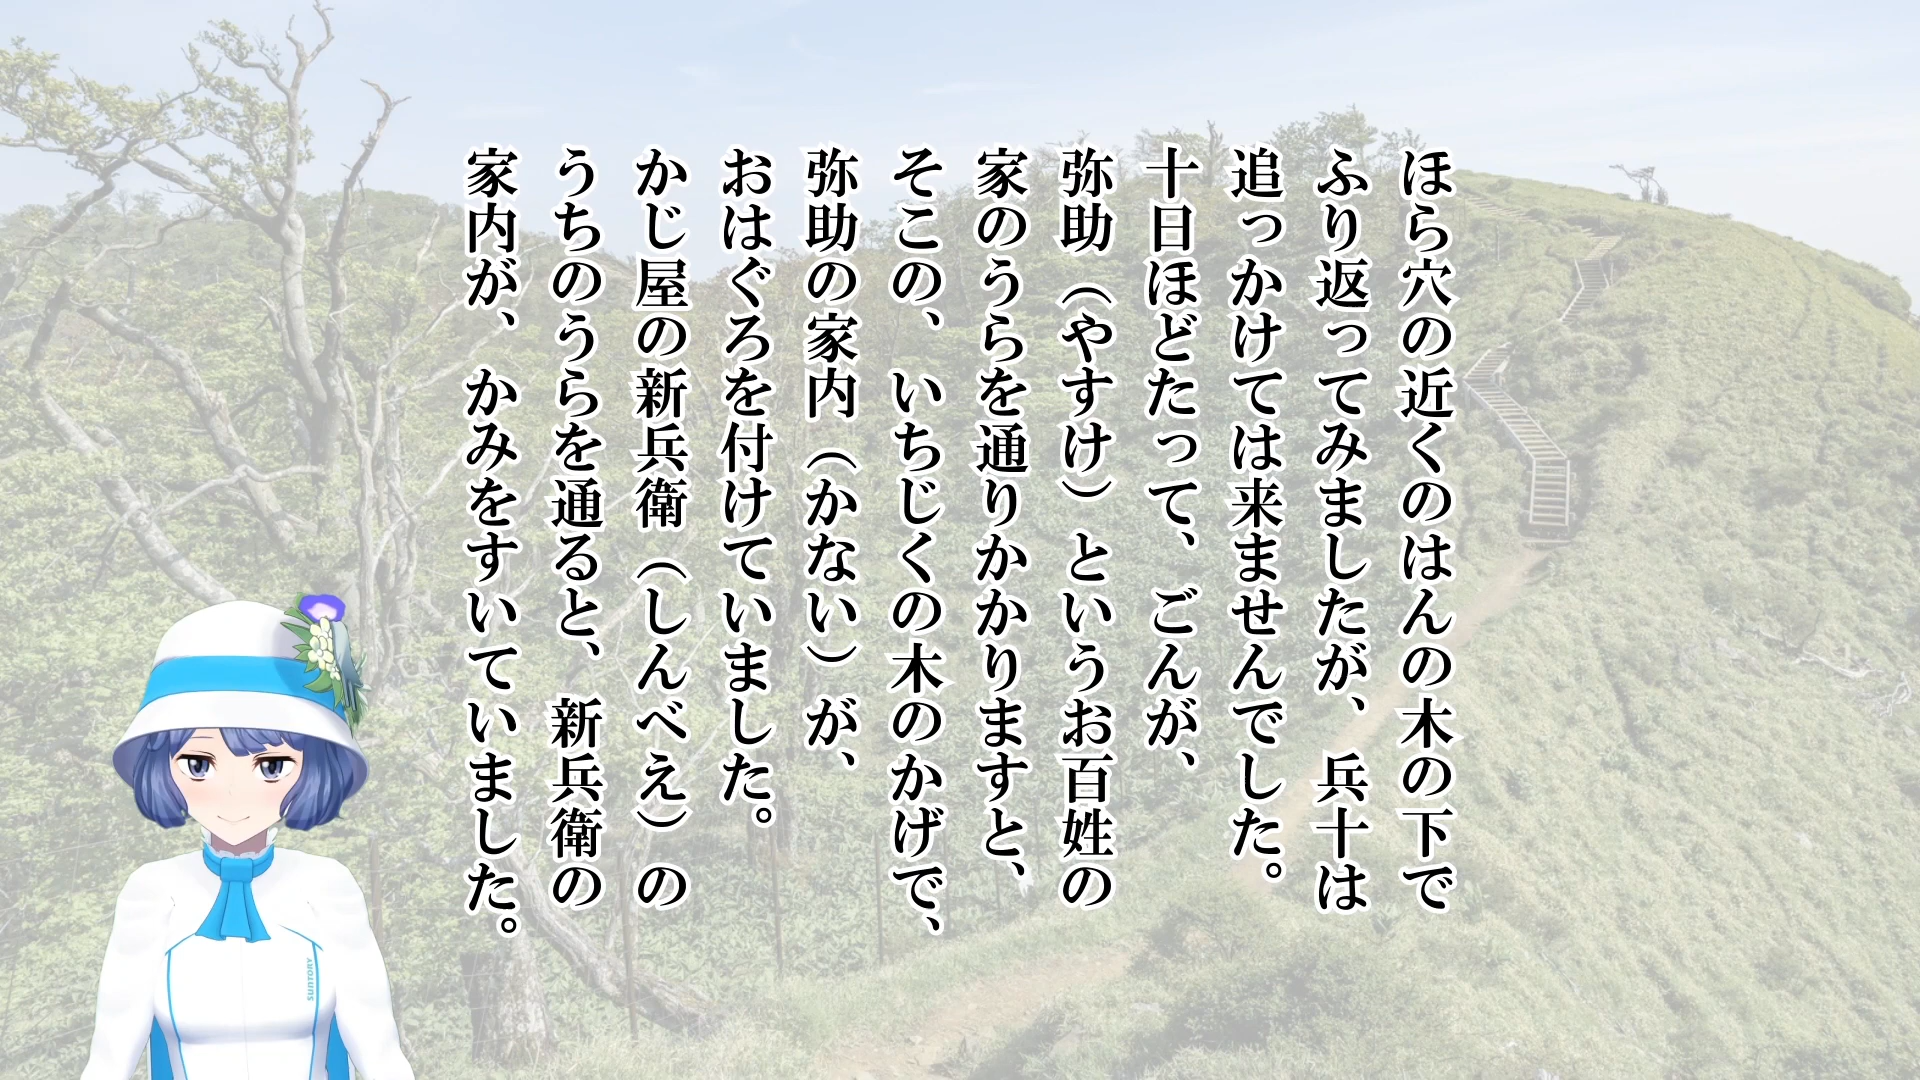 ほら穴の近くのはんの木の下で
ふり返ってみましたが、兵十は
追っかけては来ませんでした。
十日ほどたって、ごんが、
弥助（やすけ）というお百姓の
家のうらを通りかかりますと、
そこの、いちじくの木のかげで、
弥助の家内（かない）が、
おはぐろを付けていました。
かじ屋の新兵衛（しんべえ）の
うちのうらを通ると、新兵衛の
家内が、かみをすいていました。
SUNTORY